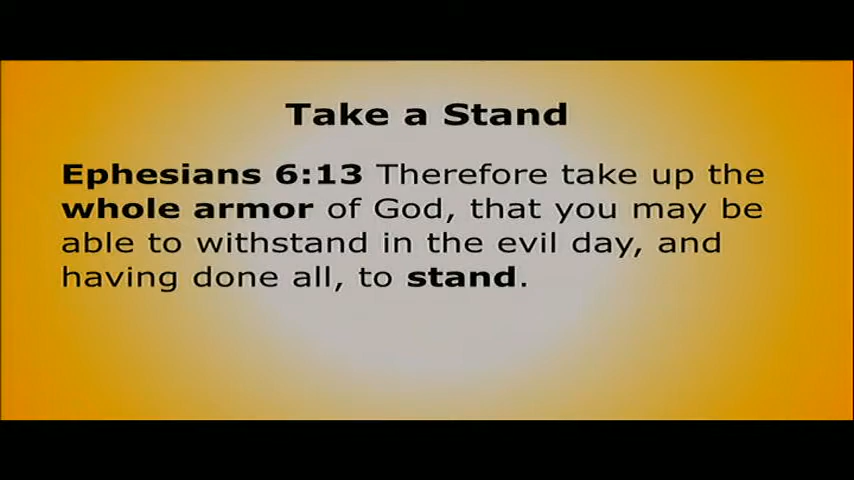 Take a Stand
Ephesians 6:13 Therefore take up the
whole armor of God, that you may be
able to withstand in the evil day, and
having done all, to stand.